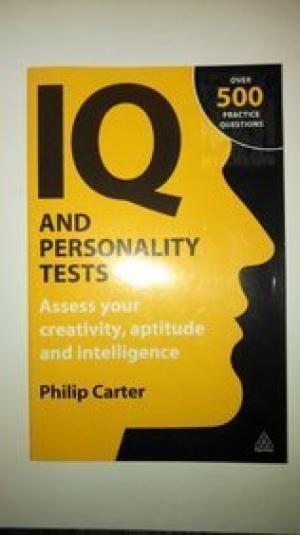 OVER
500
PRACTICE
QUESTIONS
IQ
AND
PERSONALITY
TESTS
Assess your
creativity, aptitude
and intelligence
Philip Carter